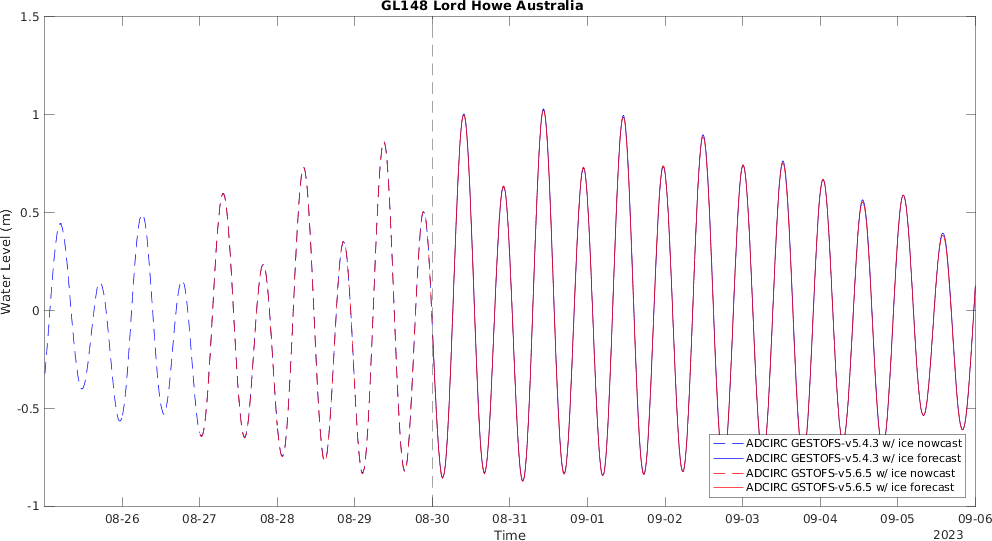 GL148 Lord Howe Australia
1.5
1
0.5
0
-0.5
-1
Water Level (m)
ADCIRC GESTOFS-v5.4.3 w/ ice nowcast
ADCIRC GESTOFS-v5.4.3 w/ ice forecast
ADCIRC GSTOFS-v5.6.5 w/ ice nowcast
ADCIRC GSTOFS-v5.6.5 w/ ice forecast
08-26 08-27 08-28 08-29 08-30 08-31 09-01 09-02 09-03 09-04 09-05 09-06
Time
2023